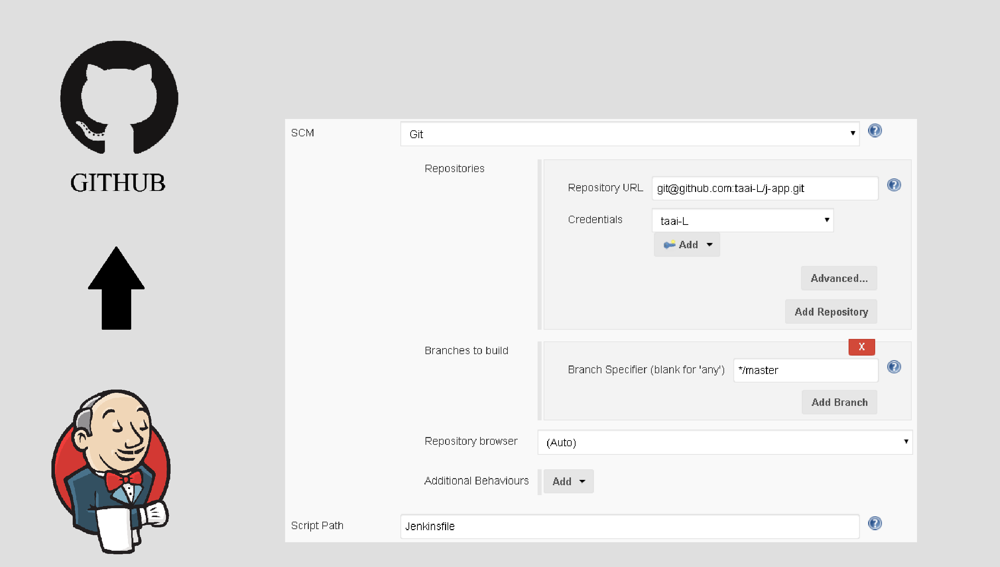 GITHUB
SCM
Git
Repositories
Repository URL
git@github.com:taai-L/j-app.git
Credentials
taai-L
Add
Advanced...
Add Repository
Branches to build
X
Branch Specifier (blank for 'any')
*/master
Add Branch
Repository browser
(Auto)
Additional Behaviours
Add
Script Path
Jenkinsfile